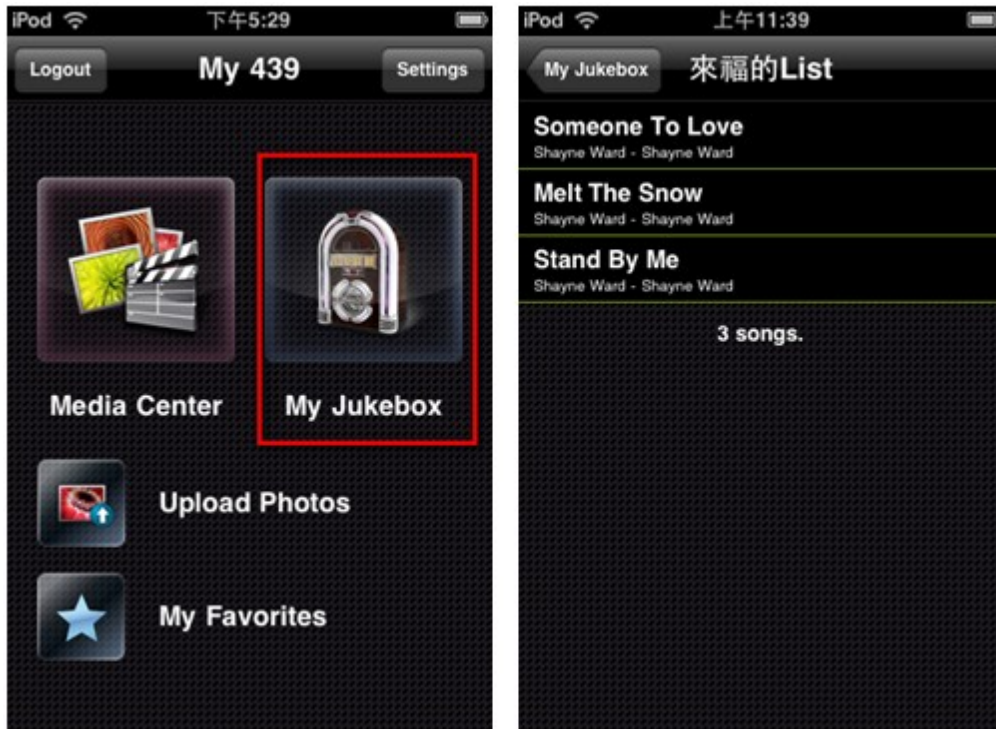 iPod 下午5:29
Logout My 439 Settings
Media Center My Jukebox
Upload Photos
My Favorites
iPod 上午11:39
My Jukebox 來福的List
Someone To Love
Shayne Ward - Shayne Ward
Melt The Snow
Shayne Ward - Shayne Ward
Stand By Me
Shayne Ward - Shayne Ward
3 songs.